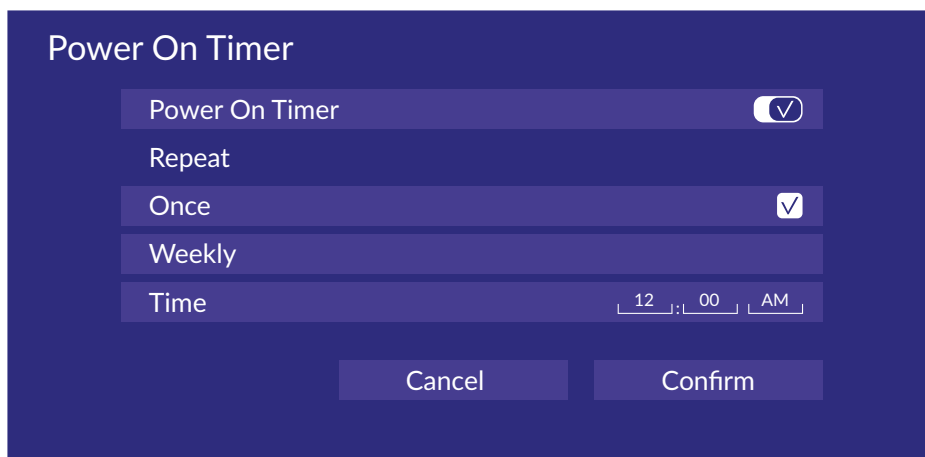 Power On Timer
Power On Timer
Repeat
Once
Weekly
Time 12 : 00 AM
Cancel Confirm